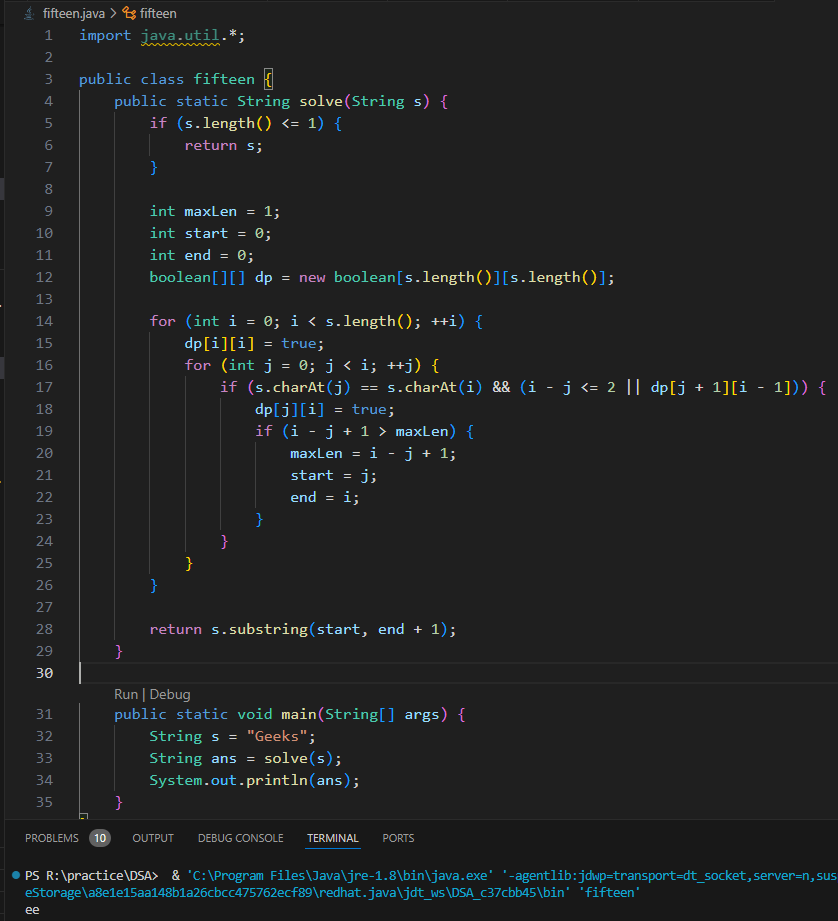 fifteen.java > fifteen
1 import java.util.*;
2
3 public class fifteen {
4     public static String solve(String s) {
5         if (s.length() <= 1) {
6             return s;
7         }
8
9         int maxLen = 1;
10         int start = 0;
11         int end = 0;
12         boolean[][] dp = new boolean[s.length()][s.length()];
13
14         for (int i = 0; i < s.length(); ++i) {
15             dp[i][i] = true;
16             for (int j = 0; j < i; ++j) {
17                 if (s.charAt(j) == s.charAt(i) && (i - j <= 2 || dp[j + 1][i - 1])) {
18                     dp[j][i] = true;
19                     if (i - j + 1 > maxLen) {
20                         maxLen = i - j + 1;
21                         start = j;
22                         end = i;
23                     }
24                 }
25             }
26         }
27
28         return s.substring(start, end + 1);
29     }
30
Run | Debug
31     public static void main(String[] args) {
32         String s = "Geeks";
33         String ans = solve(s);
34         System.out.println(ans);
35     }
PROBLEMS 10 OUTPUT DEBUG CONSOLE TERMINAL PORTS
PS R:\practice\DSA>  & 'C:\Program Files\Java\jre-1.8\bin\java.exe' '-agentlib:jdwp=transport=dt_socket,server=n,sus
eStorage\a8e1e15aa148b1a26cbcc475762ecf89\redhat.java\jdt_ws\DSA_c37cbb45\bin' 'fifteen'
ee